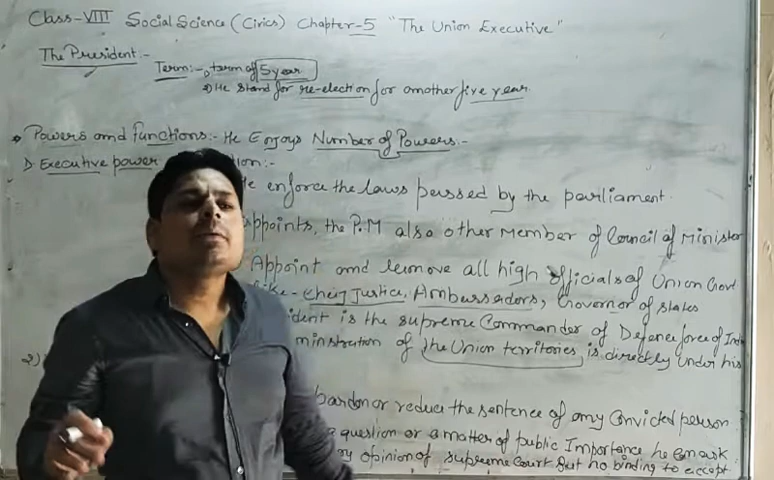 Class-VIII Social Science (Civics) Chapter-5 "The Union Executive"
The President:-
Term:- 1) term of 5 year
2) He stand for re-election for another five year.
* Powers and functions:- He Enjoys Number of Powers:-
1) Executive power tion:-
He enforce the laws passed by the parliament.
ppoints, the P.M also other member of Council of Minister
Appoint and remove all high officials of Union Govt
like - Chief Justice, Ambassadors, Governor of states
ident is the supreme Commander of Defence force of
ministration of the Union territories is directly under his
2)
pardon or reduce the sentence of any Convicted person
a question or a matter of public Importance he can ask
opinion of supreme Court But no binding to accept